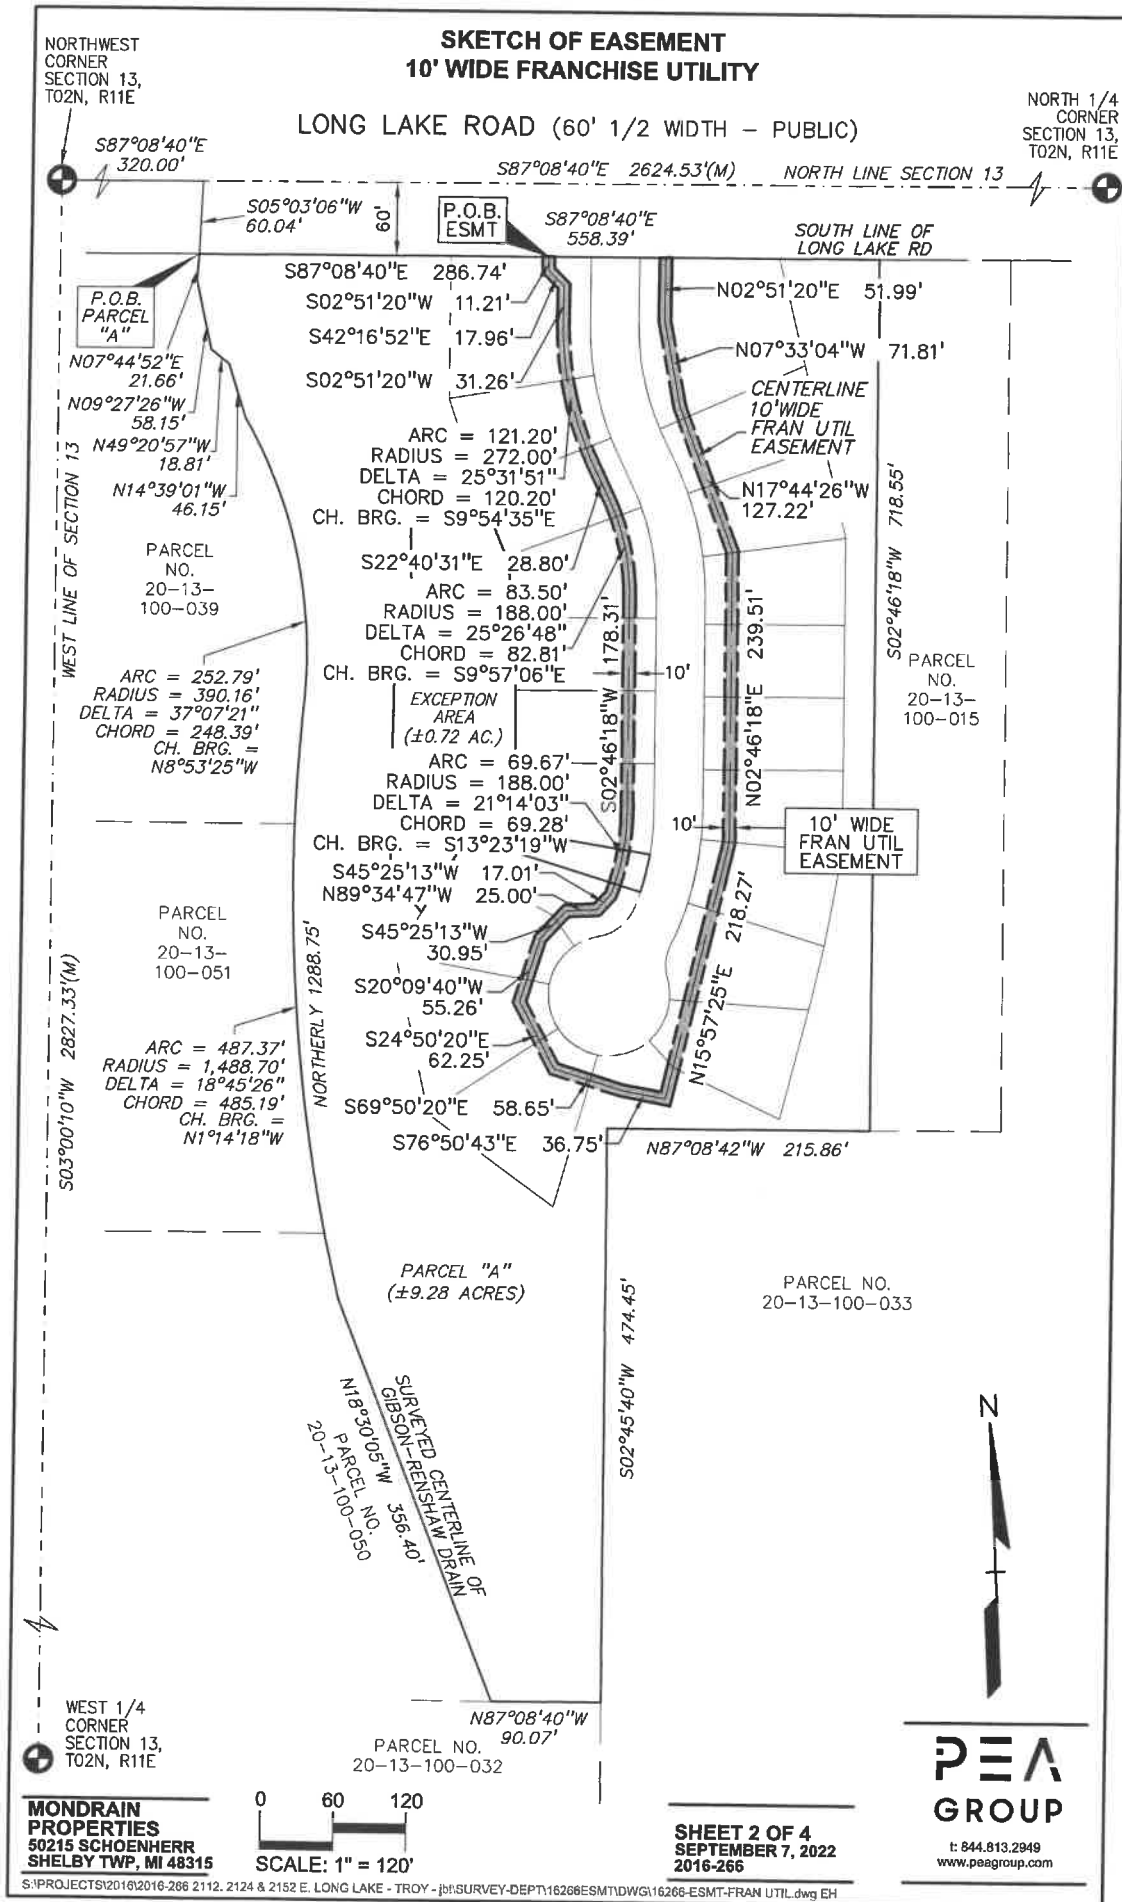 SKETCH OF EASEMENT
10' WIDE FRANCHISE UTILITY
NORTHWEST
CORNER
SECTION 13,
T02N, R11E
LONG LAKE ROAD (60' 1/2 WIDTH - PUBLIC)
NORTH 1/4
CORNER
SECTION 13,
T02N, R11E
S87°08'40"E
320.00'
S87°08'40"E 2624.53'(M)
NORTH LINE SECTION 13
S05°03'06"W
60.04'
60'
P.O.B.
ESMT
S87°08'40"E
558.39'
SOUTH LINE OF
LONG LAKE RD
P.O.B.
PARCEL
"A"
S87°08'40"E 286.74'
S02°51'20"W 11.21'
S42°16'52"E 17.96'
S02°51'20"W 31.26'
ARC = 121.20'
RADIUS = 272.00'
DELTA = 25°31'51"
CHORD = 120.20'
CH. BRG. = S9°54'35"E
S22°40'31"E 28.80'
ARC = 83.50'
RADIUS = 188.00'
DELTA = 25°26'48"
CHORD = 82.81'
CH. BRG. = S9°57'06"E
EXCEPTION
AREA
(±0.72 AC.)
ARC = 69.67'
RADIUS = 188.00'
DELTA = 21°14'03"
CHORD = 69.28'
CH. BRG. = S13°23'19"W
S45°25'13"W 17.01'
N89°34'47"W 25.00'
S45°25'13"W
30.95'
S20°09'40"W
55.26'
S24°50'20"E
62.25'
S69°50'20"E 58.65'
S76°50'43"E 36.75'
N07°44'52"E
21.66'
N09°27'26"W
58.15'
N49°20'57"W
18.81'
N14°39'01"W
46.15'
PARCEL
NO.
20-13-
100-039
ARC = 252.79'
RADIUS = 390.16'
DELTA = 37°07'21"
CHORD = 248.39'
CH. BRG. =
N8°53'25"W
PARCEL
NO.
20-13-
100-051
ARC = 487.37'
RADIUS = 1,488.70'
DELTA = 18°45'26"
CHORD = 485.19'
CH. BRG. =
N1°14'18"W
WEST LINE OF SECTION 13
S03°00'10"W 2827.33'(M)
NORTHERLY 1288.75'
N02°51'20"E 51.99'
N07°33'04"W 71.81'
CENTERLINE
10'WIDE
FRAN UTIL
EASEMENT
N17°44'26"W
127.22'
S02°46'18"W 178.31'
10'
N02°46'18"E 239.51'
S02°46'18"W 718.55'
PARCEL
NO.
20-13-
100-015
10'
10' WIDE
FRAN UTIL
EASEMENT
N15°57'25"E 218.27'
N87°08'42"W 215.86'
PARCEL "A"
(±9.28 ACRES)
S02°45'40"W 474.45'
PARCEL NO.
20-13-100-033
SURVEYED CENTERLINE OF
GIBSON-RENSHAW DRAIN
N18°30'05"W 356.40'
PARCEL NO.
20-13-100-050
N
N87°08'40"W
90.07'
WEST 1/4
CORNER
SECTION 13,
T02N, R11E
PARCEL NO.
20-13-100-032
MONDRAIN
PROPERTIES
50215 SCHOENHERR
SHELBY TWP, MI 48315
0 60 120
SCALE: 1" = 120'
SHEET 2 OF 4
SEPTEMBER 7, 2022
2016-266
PEA
GROUP
t: 844.813.2949
www.peagroup.com
S:\PROJECTS\2016\2016-266 2112. 2124 & 2152 E. LONG LAKE - TROY - jbt\SURVEY-DEPT\16266ESMT\DWG\16266-ESMT-FRAN UTIL.dwg EH